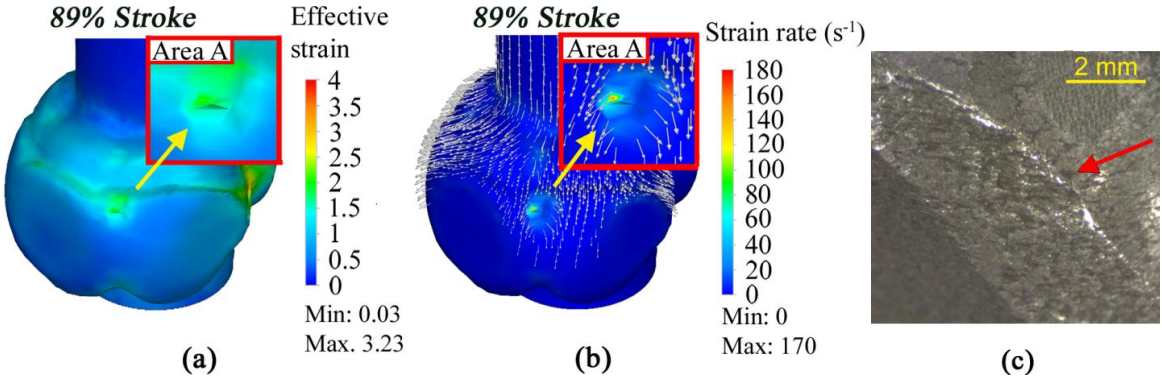 89% Stroke
Effective
strain
Area A
4
3.5
3
2.5
2
1.5
1
0.5
0
Min: 0.03
Max. 3.23
(a)
89% Stroke
Strain rate (s⁻¹)
Area A
180
160
140
120
100
80
60
40
20
0
Min: 0
Max: 170
(b)
2 mm
(c)